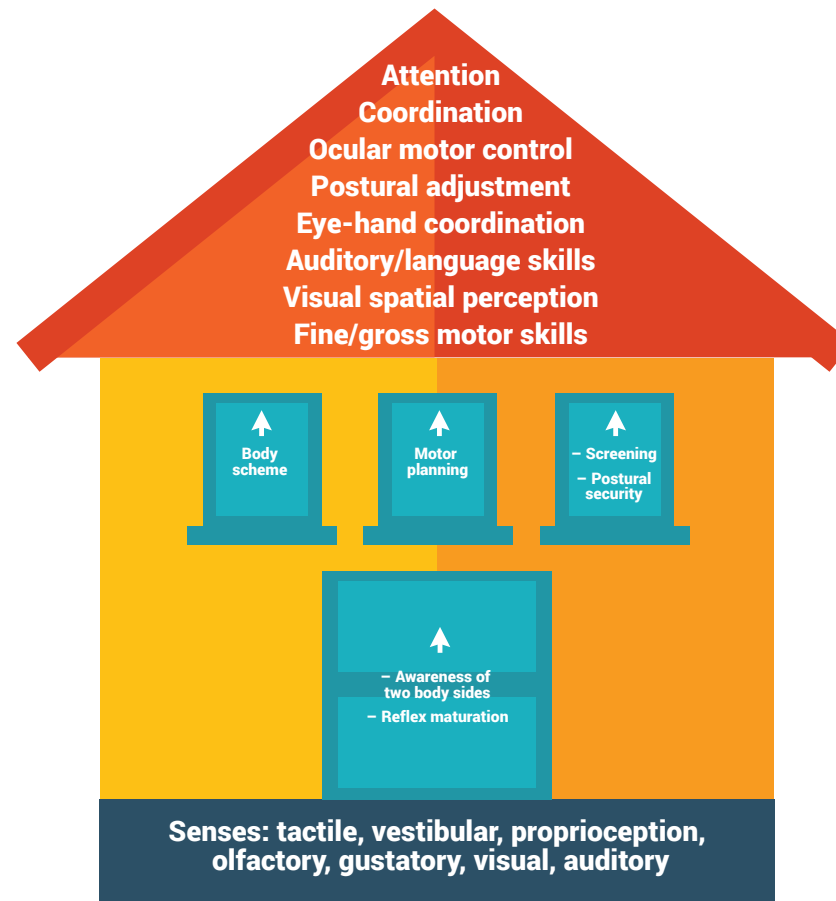 Attention
Coordination
Ocular motor control
Postural adjustment
Eye-hand coordination
Auditory/language skills
Visual spatial perception
Fine/gross motor skills
Body
scheme
Motor
planning
– Screening
– Postural
security
– Awareness of
two body sides
– Reflex maturation
Senses: tactile, vestibular, proprioception,
olfactory, gustatory, visual, auditory